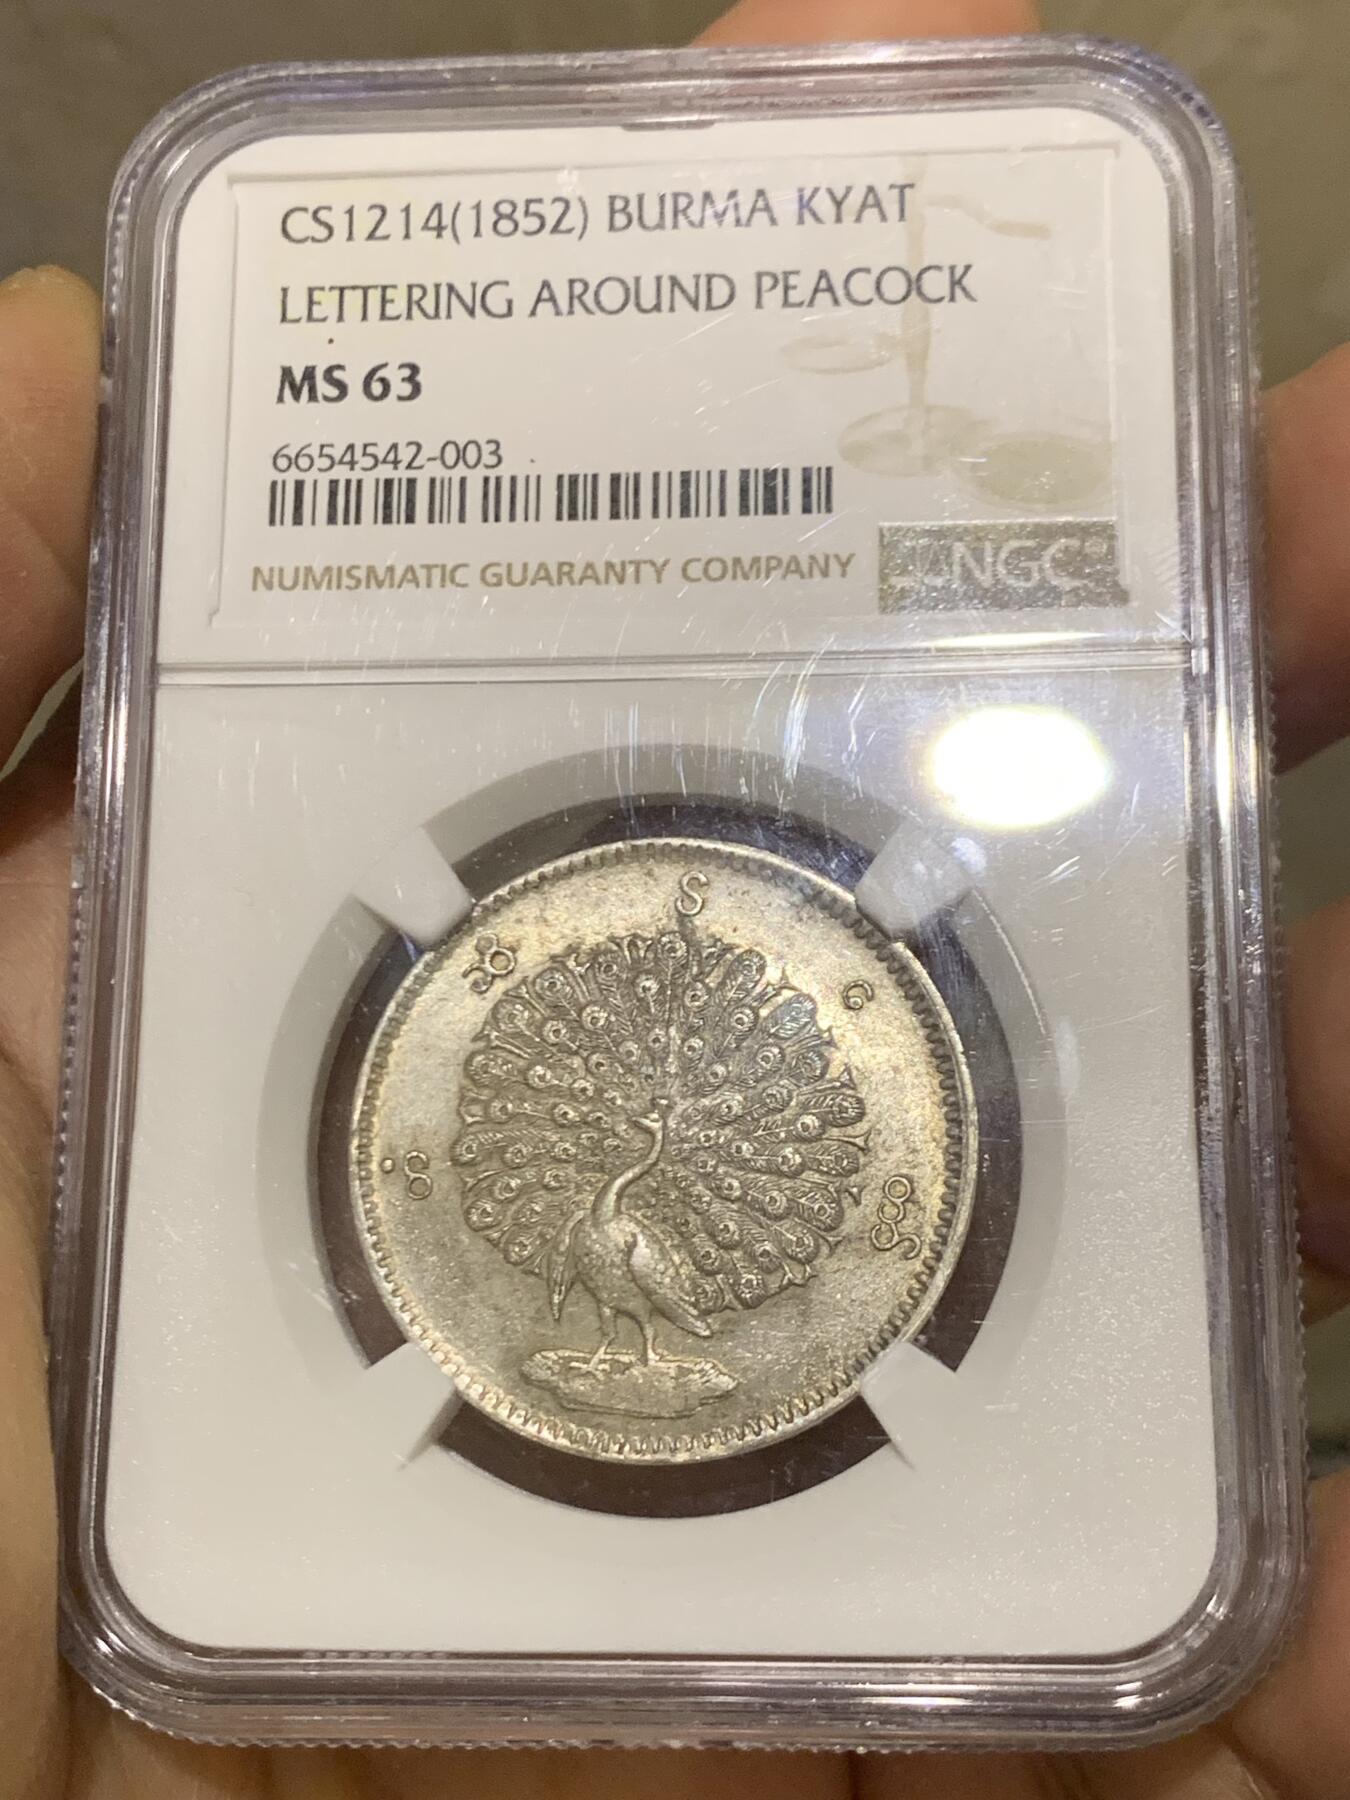 CS1214(1852) BURMA KYAT
LETTERING AROUND PEACOCK
MS 63
6654542-003
NUMISMATIC GUARANTY COMPANY
NGC